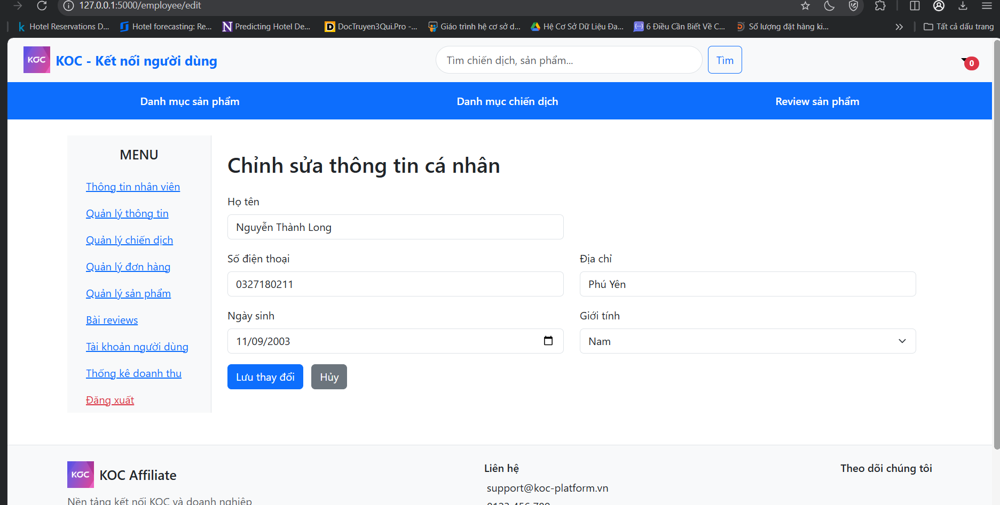 127.0.0.1:5000/employee/edit
Hotel Reservations D...
Hotel forecasting: Re...
Predicting Hotel De...
DocTruyen3Qui.Pro -...
Giáo trình hệ cơ sở d...
Hệ Cơ Sở Dữ Liệu Đa...
6 Điều Cần Biết Về C...
Số lượng đặt hàng ki...
Tất cả dấu trang
KOC
KOC - Kết nối người dùng
Tìm chiến dịch, sản phẩm...
Tìm
0
Danh mục sản phẩm
Danh mục chiến dịch
Review sản phẩm
MENU
Thông tin nhân viên
Quản lý thông tin
Quản lý chiến dịch
Quản lý đơn hàng
Quản lý sản phẩm
Bài reviews
Tài khoản người dùng
Thống kê doanh thu
Đăng xuất
Chỉnh sửa thông tin cá nhân
Họ tên
Nguyễn Thành Long
Số điện thoại
Địa chỉ
0327180211
Phú Yên
Ngày sinh
Giới tính
11/09/2003
Nam
Lưu thay đổi
Hủy
KOC
KOC Affiliate
Nền tảng kết nối KOC và doanh nghiệp
Liên hệ
support@koc-platform.vn
0123 456 789
Theo dõi chúng tôi